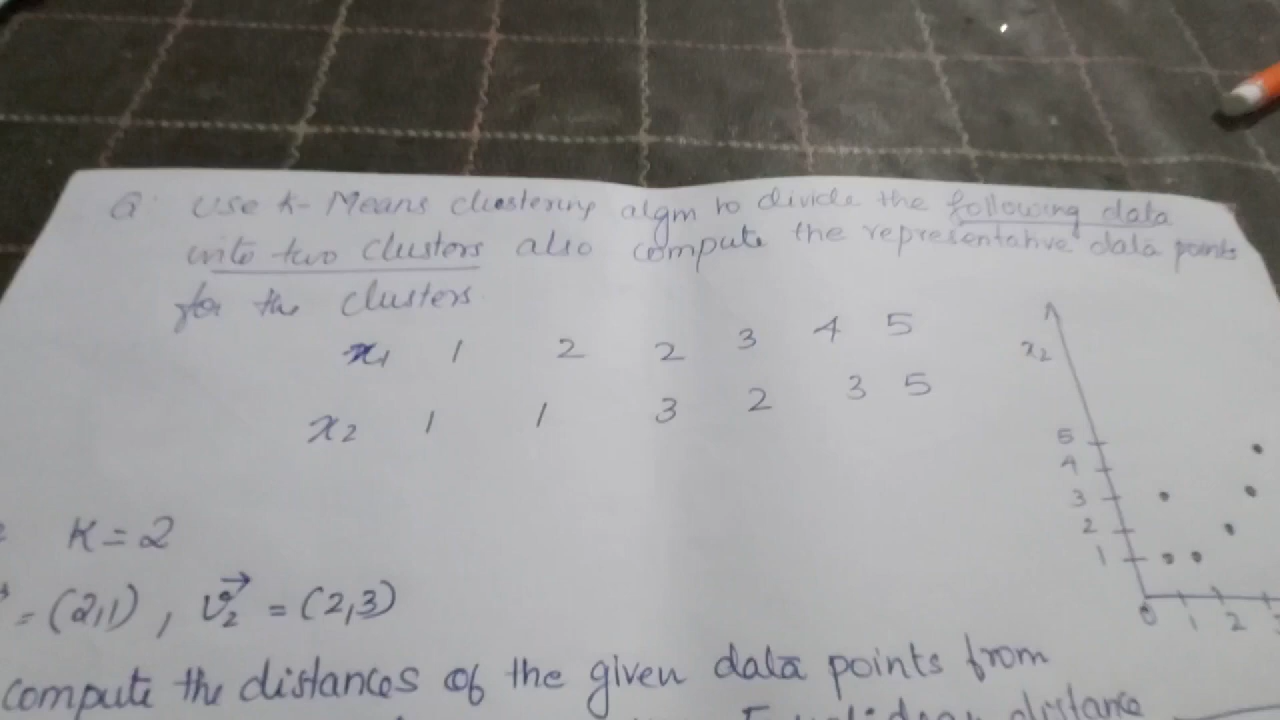 Q. Use K-Means clustering algm to divide the following data
into two clusters also compute the representative data points
for the clusters
x1 1 2 2 3 4 5
x2 1 1 3 2 3 5
x2
5
4
3
2
1
0 1 2
K = 2
= (2,1), v2 = (2,3)
compute the distances of the given data points from
distance